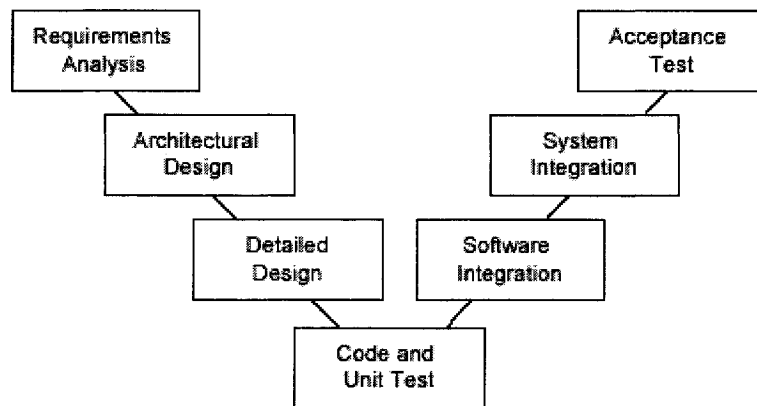 Requirements
Analysis
Acceptance
Test
Architectural
Design
System
Integration
Detailed
Design
Software
Integration
Code and
Unit Test